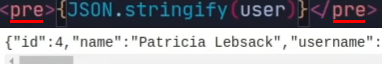 <pre>{JSON.stringify(user)}</pre>
{"id":4,"name":"Patricia Lebsack","username":